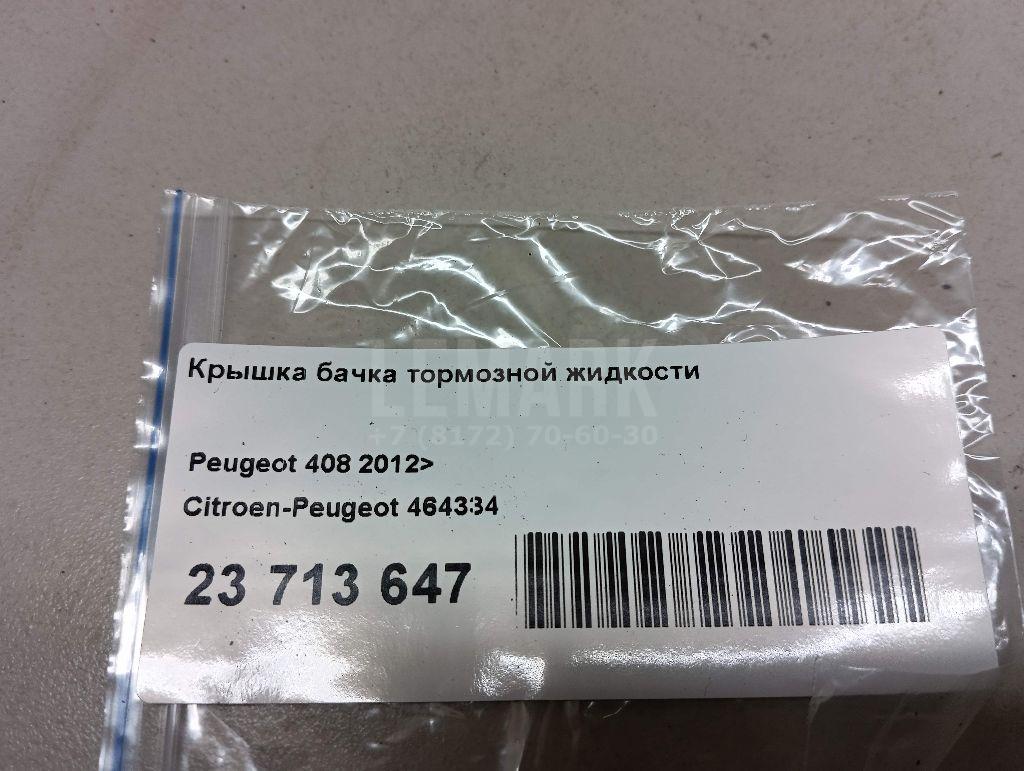 Крышка бачка тормозной жидкости
LEMARK
+7 (8172) 70-60-30
Peugeot 408 2012>
Citroen-Peugeot 464334
23 713 647